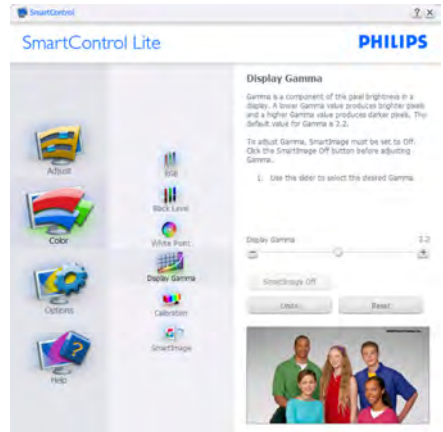 SmartControl
? X
SmartControl Lite
PHILIPS
Adjust
Color
Options
Help
RGB
Black Level
White Point
Display Gamma
Calibration
SmartImage
Display Gamma
Gamma is a component of the pixel brightness in a
display. A lower Gamma value produces brighter pixels
and a higher Gamma value produces darker pixels. The
default value for Gamma is 2.2.
To adjust Gamma, SmartImage must be set to Off.
Click the SmartImage Off button before adjusting
Gamma.
1. Use the slider to select the desired Gamma.
Display Gamma 2.2
SmartImage Off
Undo
Reset